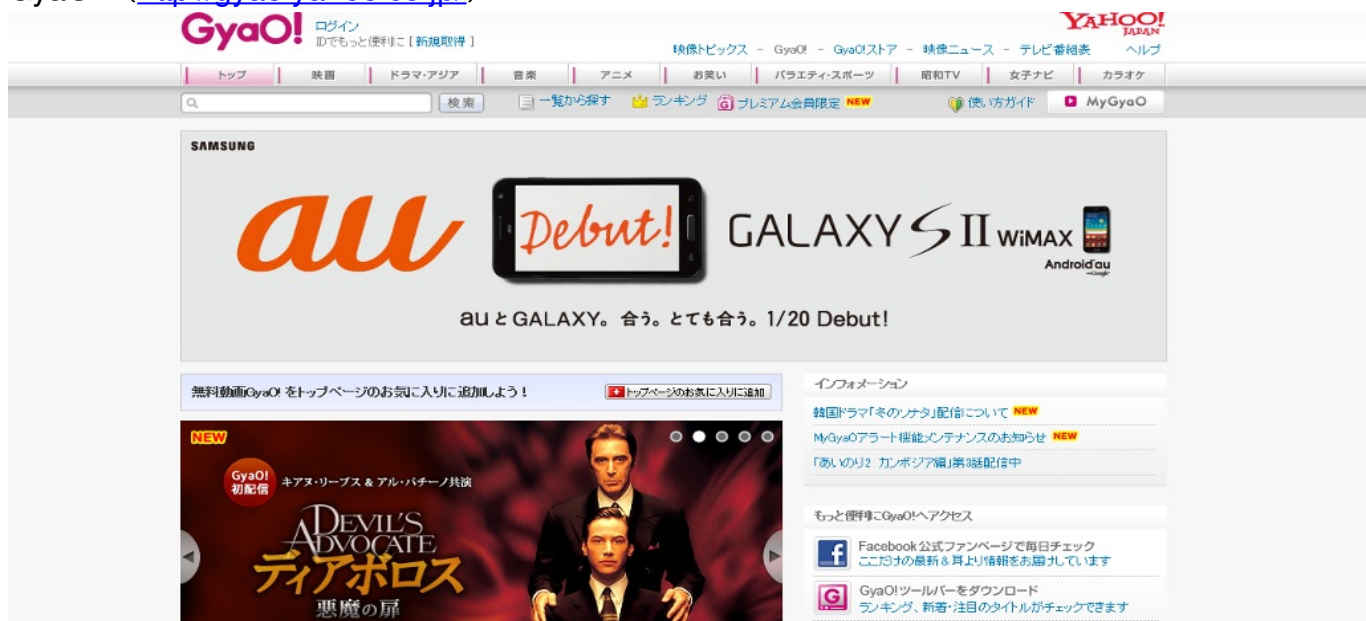 GyaO! ログイン
IDでもっと便利に [ 新規取得 ]
YAHOO!
JAPAN
映像トピックス - GyaO! - GyaO!ストア - 映像ニュース - テレビ番組表 ヘルプ
トップ 映画 ドラマ・アジア 音楽 アニメ お笑い バラエティ・スポーツ 昭和TV 女子ナビ カラオケ
検索 一覧から探す ランキング プレミアム会員限定 NEW 使い方ガイド MyGyaO
SAMSUNG
au Debut! GALAXY S II WiMAX
Android au
with Google
auとGALAXY。合う。とても合う。1/20 Debut!
無料動画GyaO! をトップページのお気に入りに追加しよう！ トップページのお気に入りに追加
インフォメーション
韓国ドラマ「冬のソナタ」配信について NEW
MyGyaOアラート機能メンテナンスのお知らせ NEW
「あいのり2 カンボジア編」第3話配信中
NEW
GyaO!
初配信
キアヌ・リーブス & アル・パチーノ共演
DEVIL'S
ADVOCATE
ディアボロス
悪魔の扉
もっと便利にGyaO!へアクセス
Facebook公式ファンページで毎日チェック
ここだけの最新＆耳より情報をお届けしています
GyaO!ツールバーをダウンロード
ランキング、新着・注目のタイトルがチェックできます